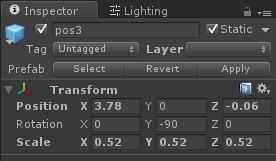 Inspector Lighting
pos3 Static
Tag Untagged Layer
Prefab Select Revert Apply
Transform
Position X 3.78 Y 0 Z -0.06
Rotation X 0 Y -90 Z 0
Scale X 0.52 Y 0.52 Z 0.52